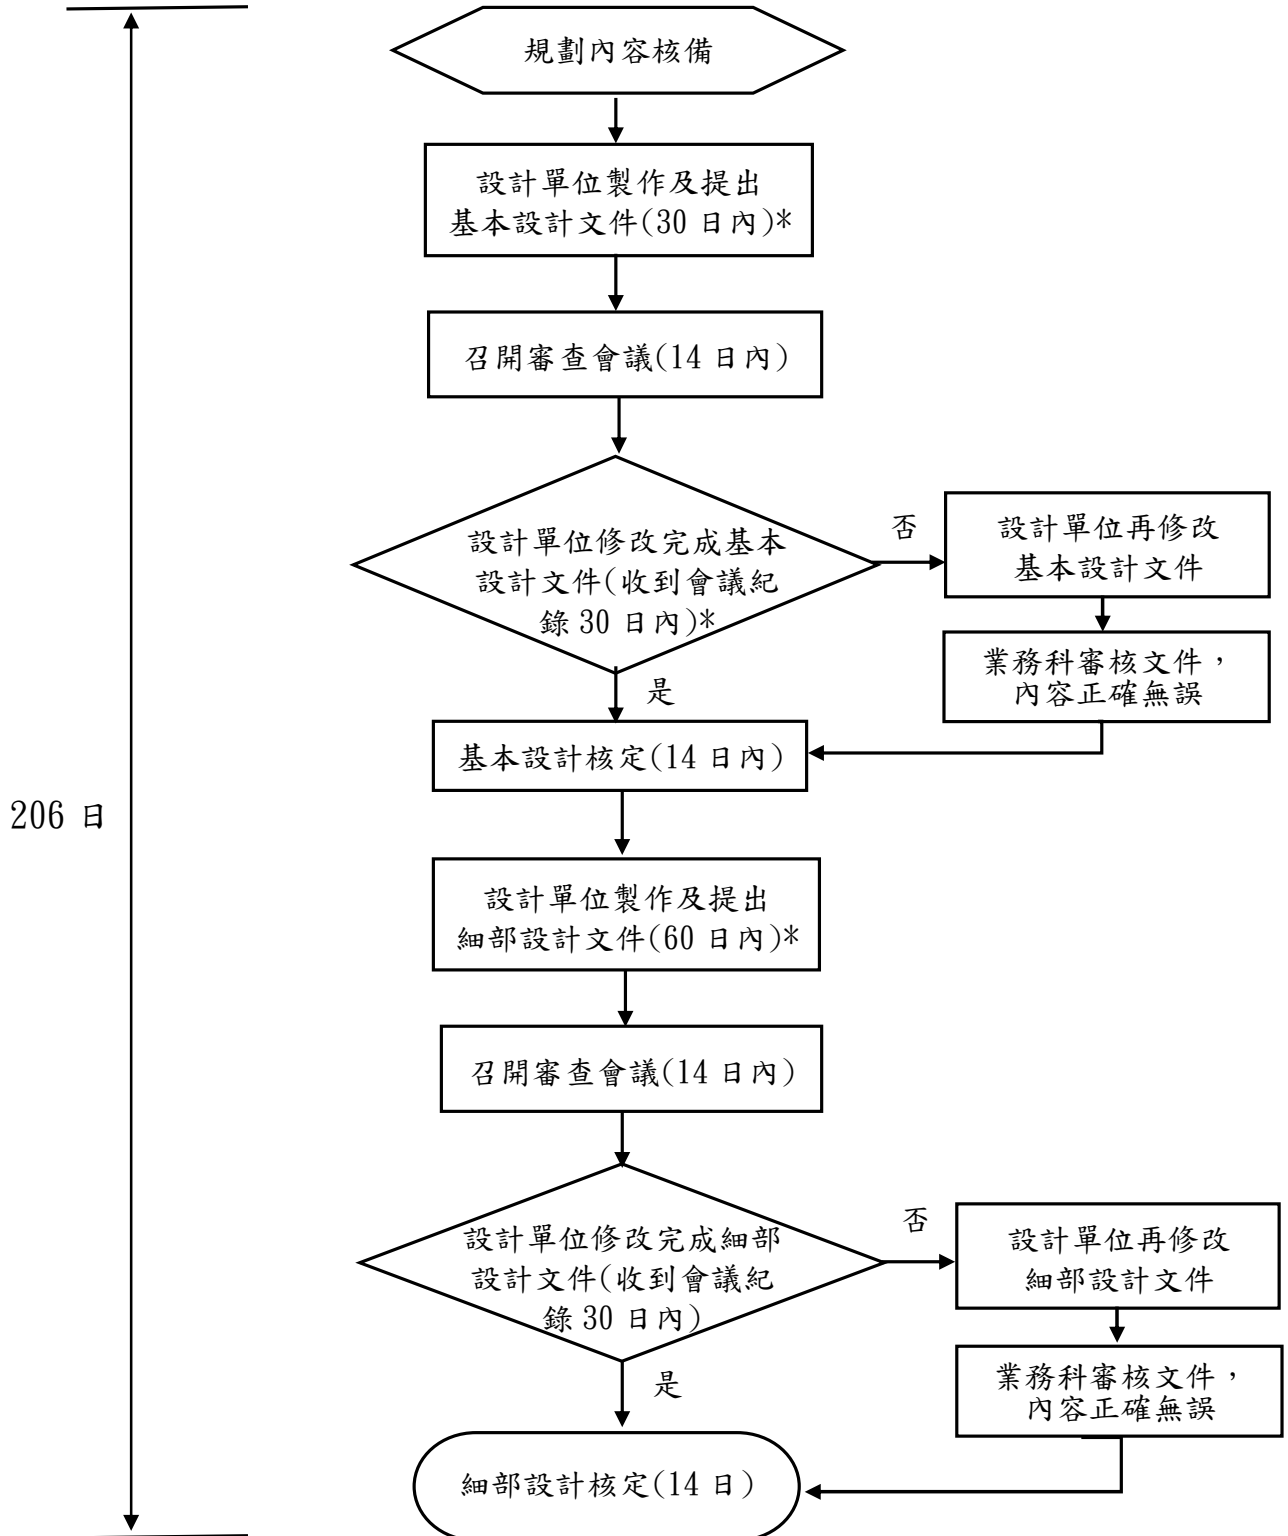 規劃內容核備
設計單位製作及提出
基本設計文件(30 日內)*
召開審查會議(14 日內)
設計單位修改完成基本
設計文件(收到會議紀
錄 30 日內)*
否
設計單位再修改
基本設計文件
業務科審核文件，
內容正確無誤
是
基本設計核定(14 日內)
206 日
設計單位製作及提出
細部設計文件(60 日內)*
召開審查會議(14 日內)
設計單位修改完成細部
設計文件(收到會議紀
錄 30 日內)
否
設計單位再修改
細部設計文件
業務科審核文件，
內容正確無誤
是
細部設計核定(14 日)